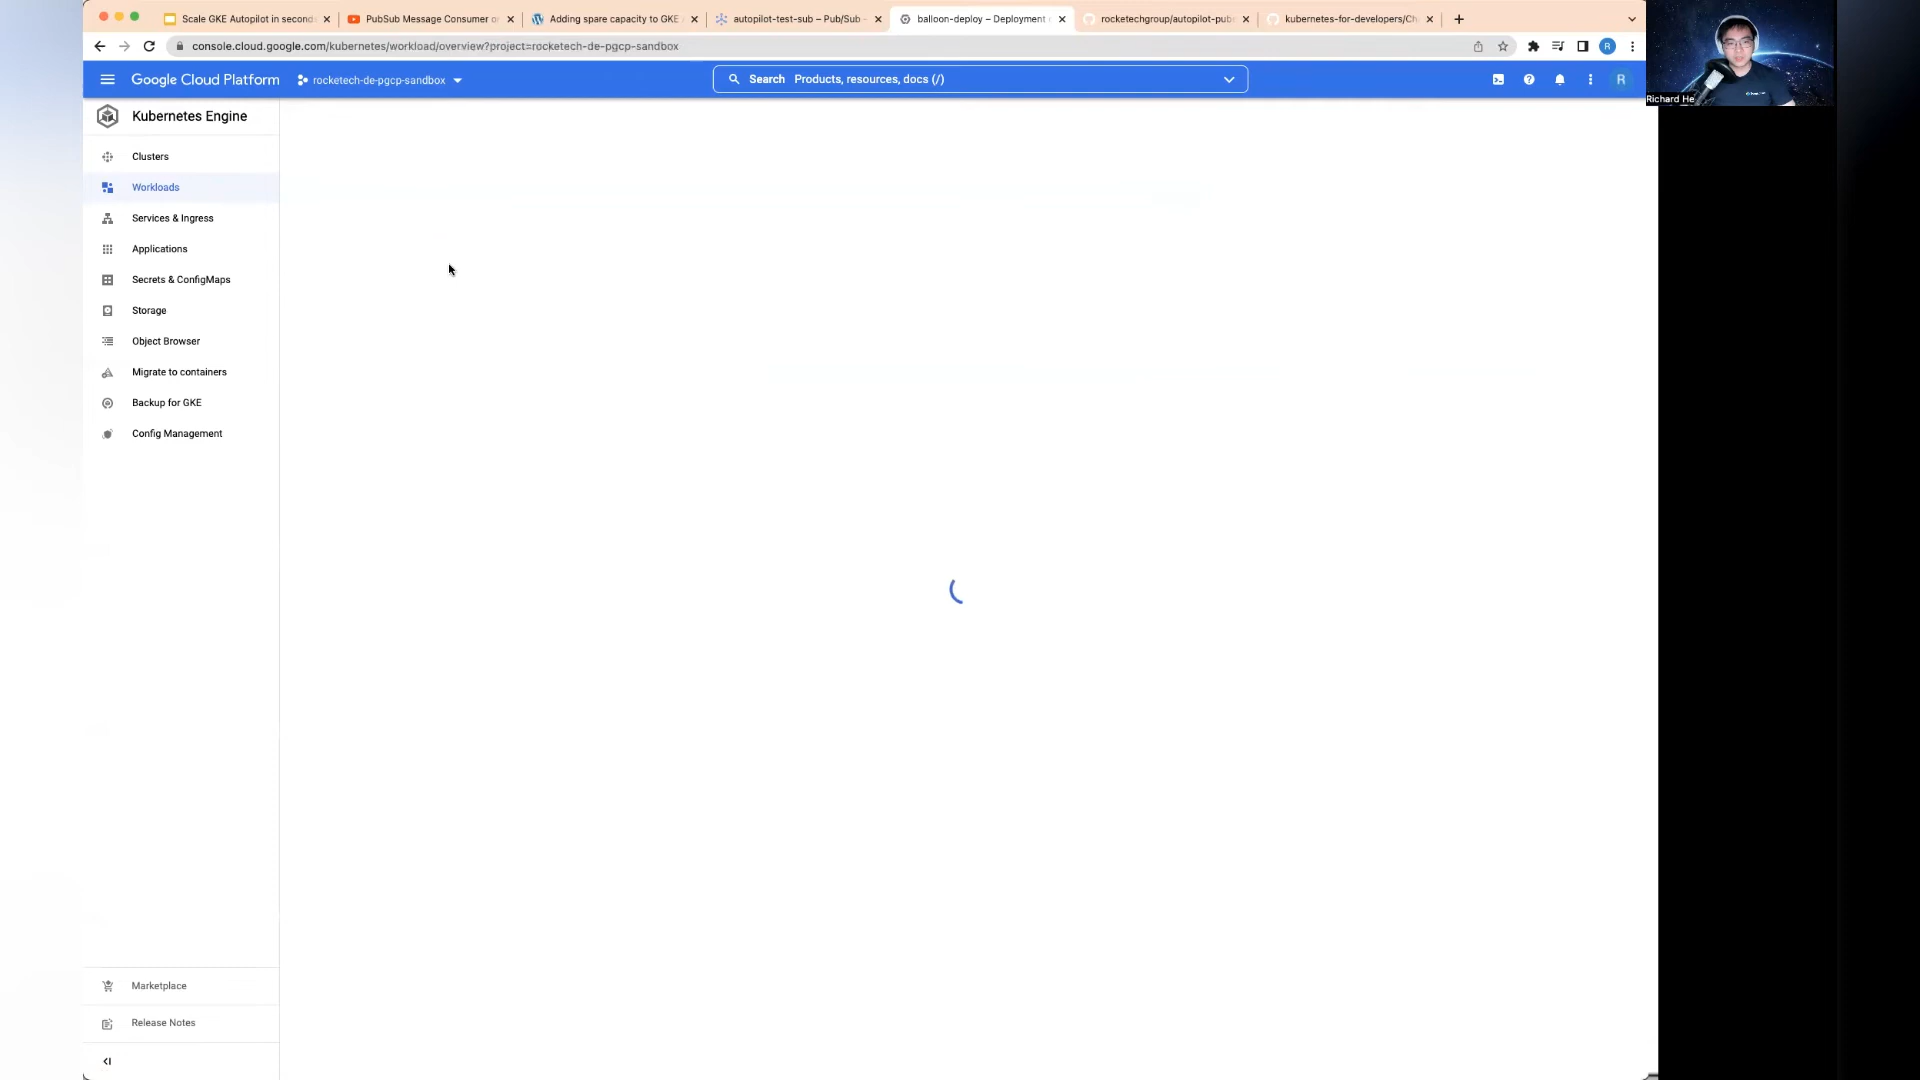 Scale GKE Autopilot in second
PubSub Message Consumer or
Adding spare capacity to GKE
autopilot-test-sub – Pub/Sub -
balloon-deploy – Deployment
rocketechgroup/autopilot-pub
kubernetes-for-developers/Ch
console.cloud.google.com/kubernetes/workload/overview?project=rocketech-de-pgcp-sandbox
R
Google Cloud Platform
rocketech-de-pgcp-sandbox
Search Products, resources, docs (/)
R
Richard He
Kubernetes Engine
Clusters
Workloads
Services & Ingress
Applications
Secrets & ConfigMaps
Storage
Object Browser
Migrate to containers
Backup for GKE
Config Management
Marketplace
Release Notes